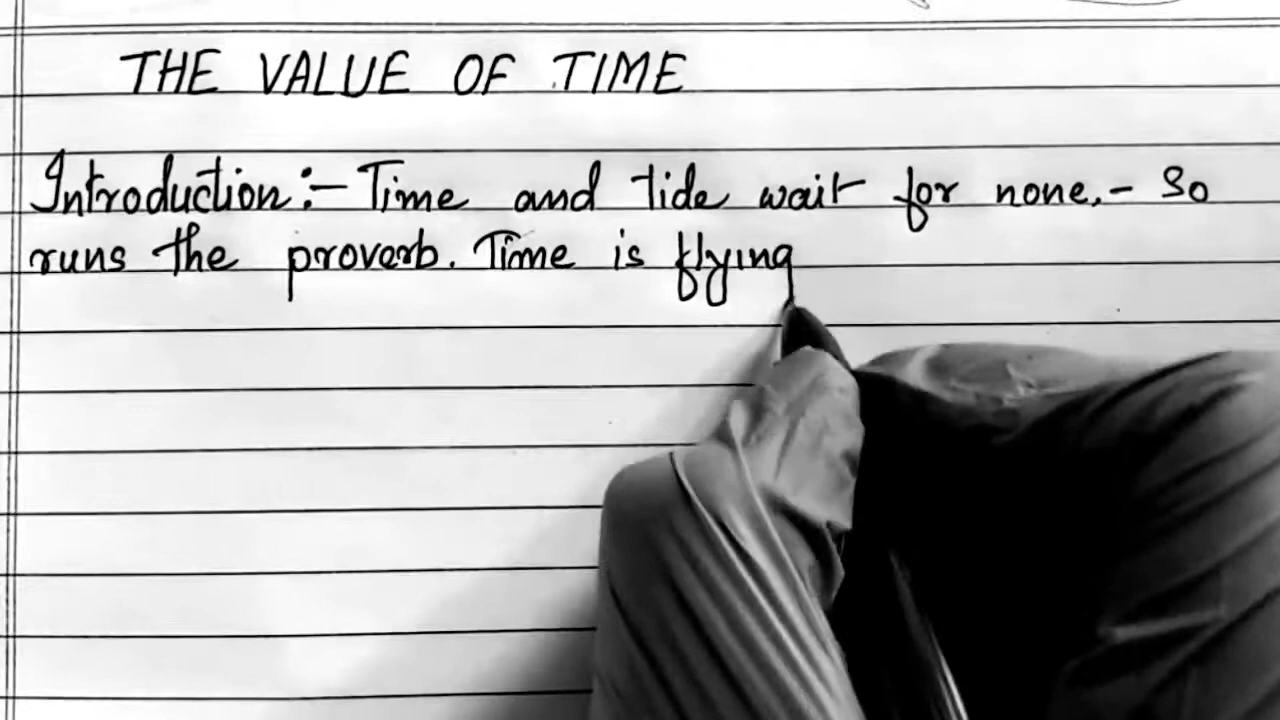 THE VALUE OF TIME
Introduction:- Time and tide wait for none.- So
runs the proverb. Time is flying